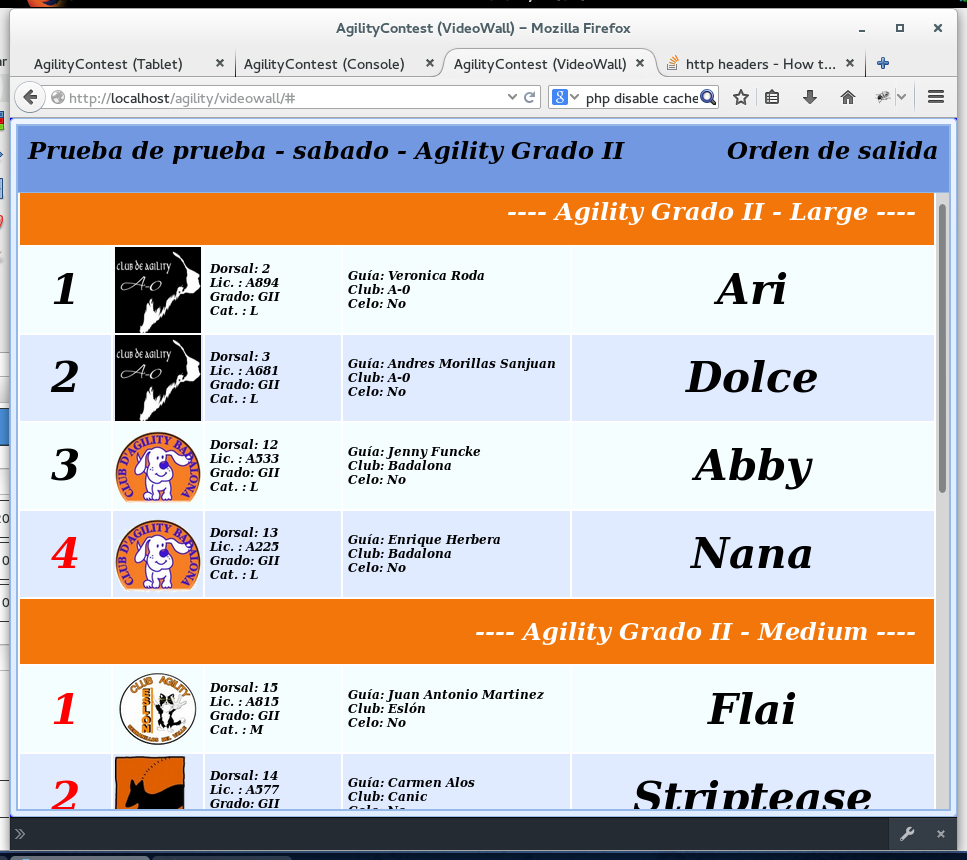 AgilityContest (VideoWall) – Mozilla Firefox
AgilityContest (Tablet) AgilityContest (Console) AgilityContest (VideoWall) http headers - How t...
http://localhost/agility/videowall/# php disable cache
Prueba de prueba - sabado - Agility Grado II Orden de salida
---- Agility Grado II - Large ----
1
CLUB DE AGILITY
A-0
Dorsal: 2
Lic. : A894
Grado: GII
Cat. : L
Guía: Veronica Roda
Club: A-0
Celo: No
Ari
2
CLUB DE AGILITY
A-0
Dorsal: 3
Lic. : A681
Grado: GII
Cat. : L
Guía: Andres Morillas Sanjuan
Club: A-0
Celo: No
Dolce
3
CLUB D'AGILITY BADALONA
Dorsal: 12
Lic. : A533
Grado: GII
Cat. : L
Guía: Jenny Funcke
Club: Badalona
Celo: No
Abby
4
CLUB D'AGILITY BADALONA
Dorsal: 13
Lic. : A225
Grado: GII
Cat. : L
Guía: Enrique Herbera
Club: Badalona
Celo: No
Nana
---- Agility Grado II - Medium ----
1
CLUB AGILITY
ESLON
Dorsal: 15
Lic. : A815
Grado: GII
Cat. : M
Guía: Juan Antonio Martinez
Club: Eslón
Celo: No
Flai
2
Dorsal: 14
Lic. : A577
Grado: GII
Guía: Carmen Alos
Club: Canic
Celo: No
Striptease